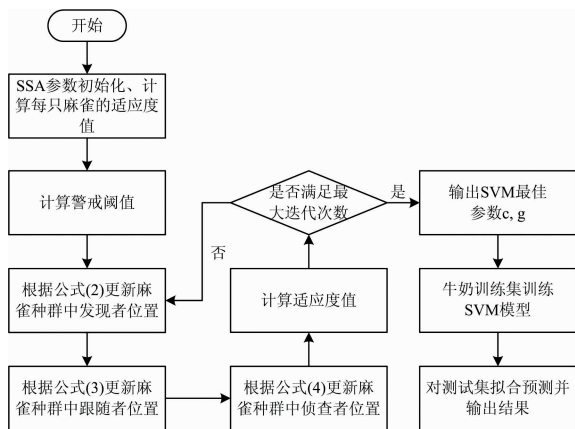 开始
SSA参数初始化、计
算每只麻雀的适应度
值
计算警戒阈值
根据公式(2)更新麻
雀种群中发现者位置
根据公式(3)更新麻
雀种群中跟随者位置
根据公式(4)更新麻
雀种群中侦查者位置
计算适应度值
是否满足最
大迭代次数
否
是
输出SVM最佳
参数c, g
牛奶训练集训练
SVM模型
对测试集拟合预测并
输出结果